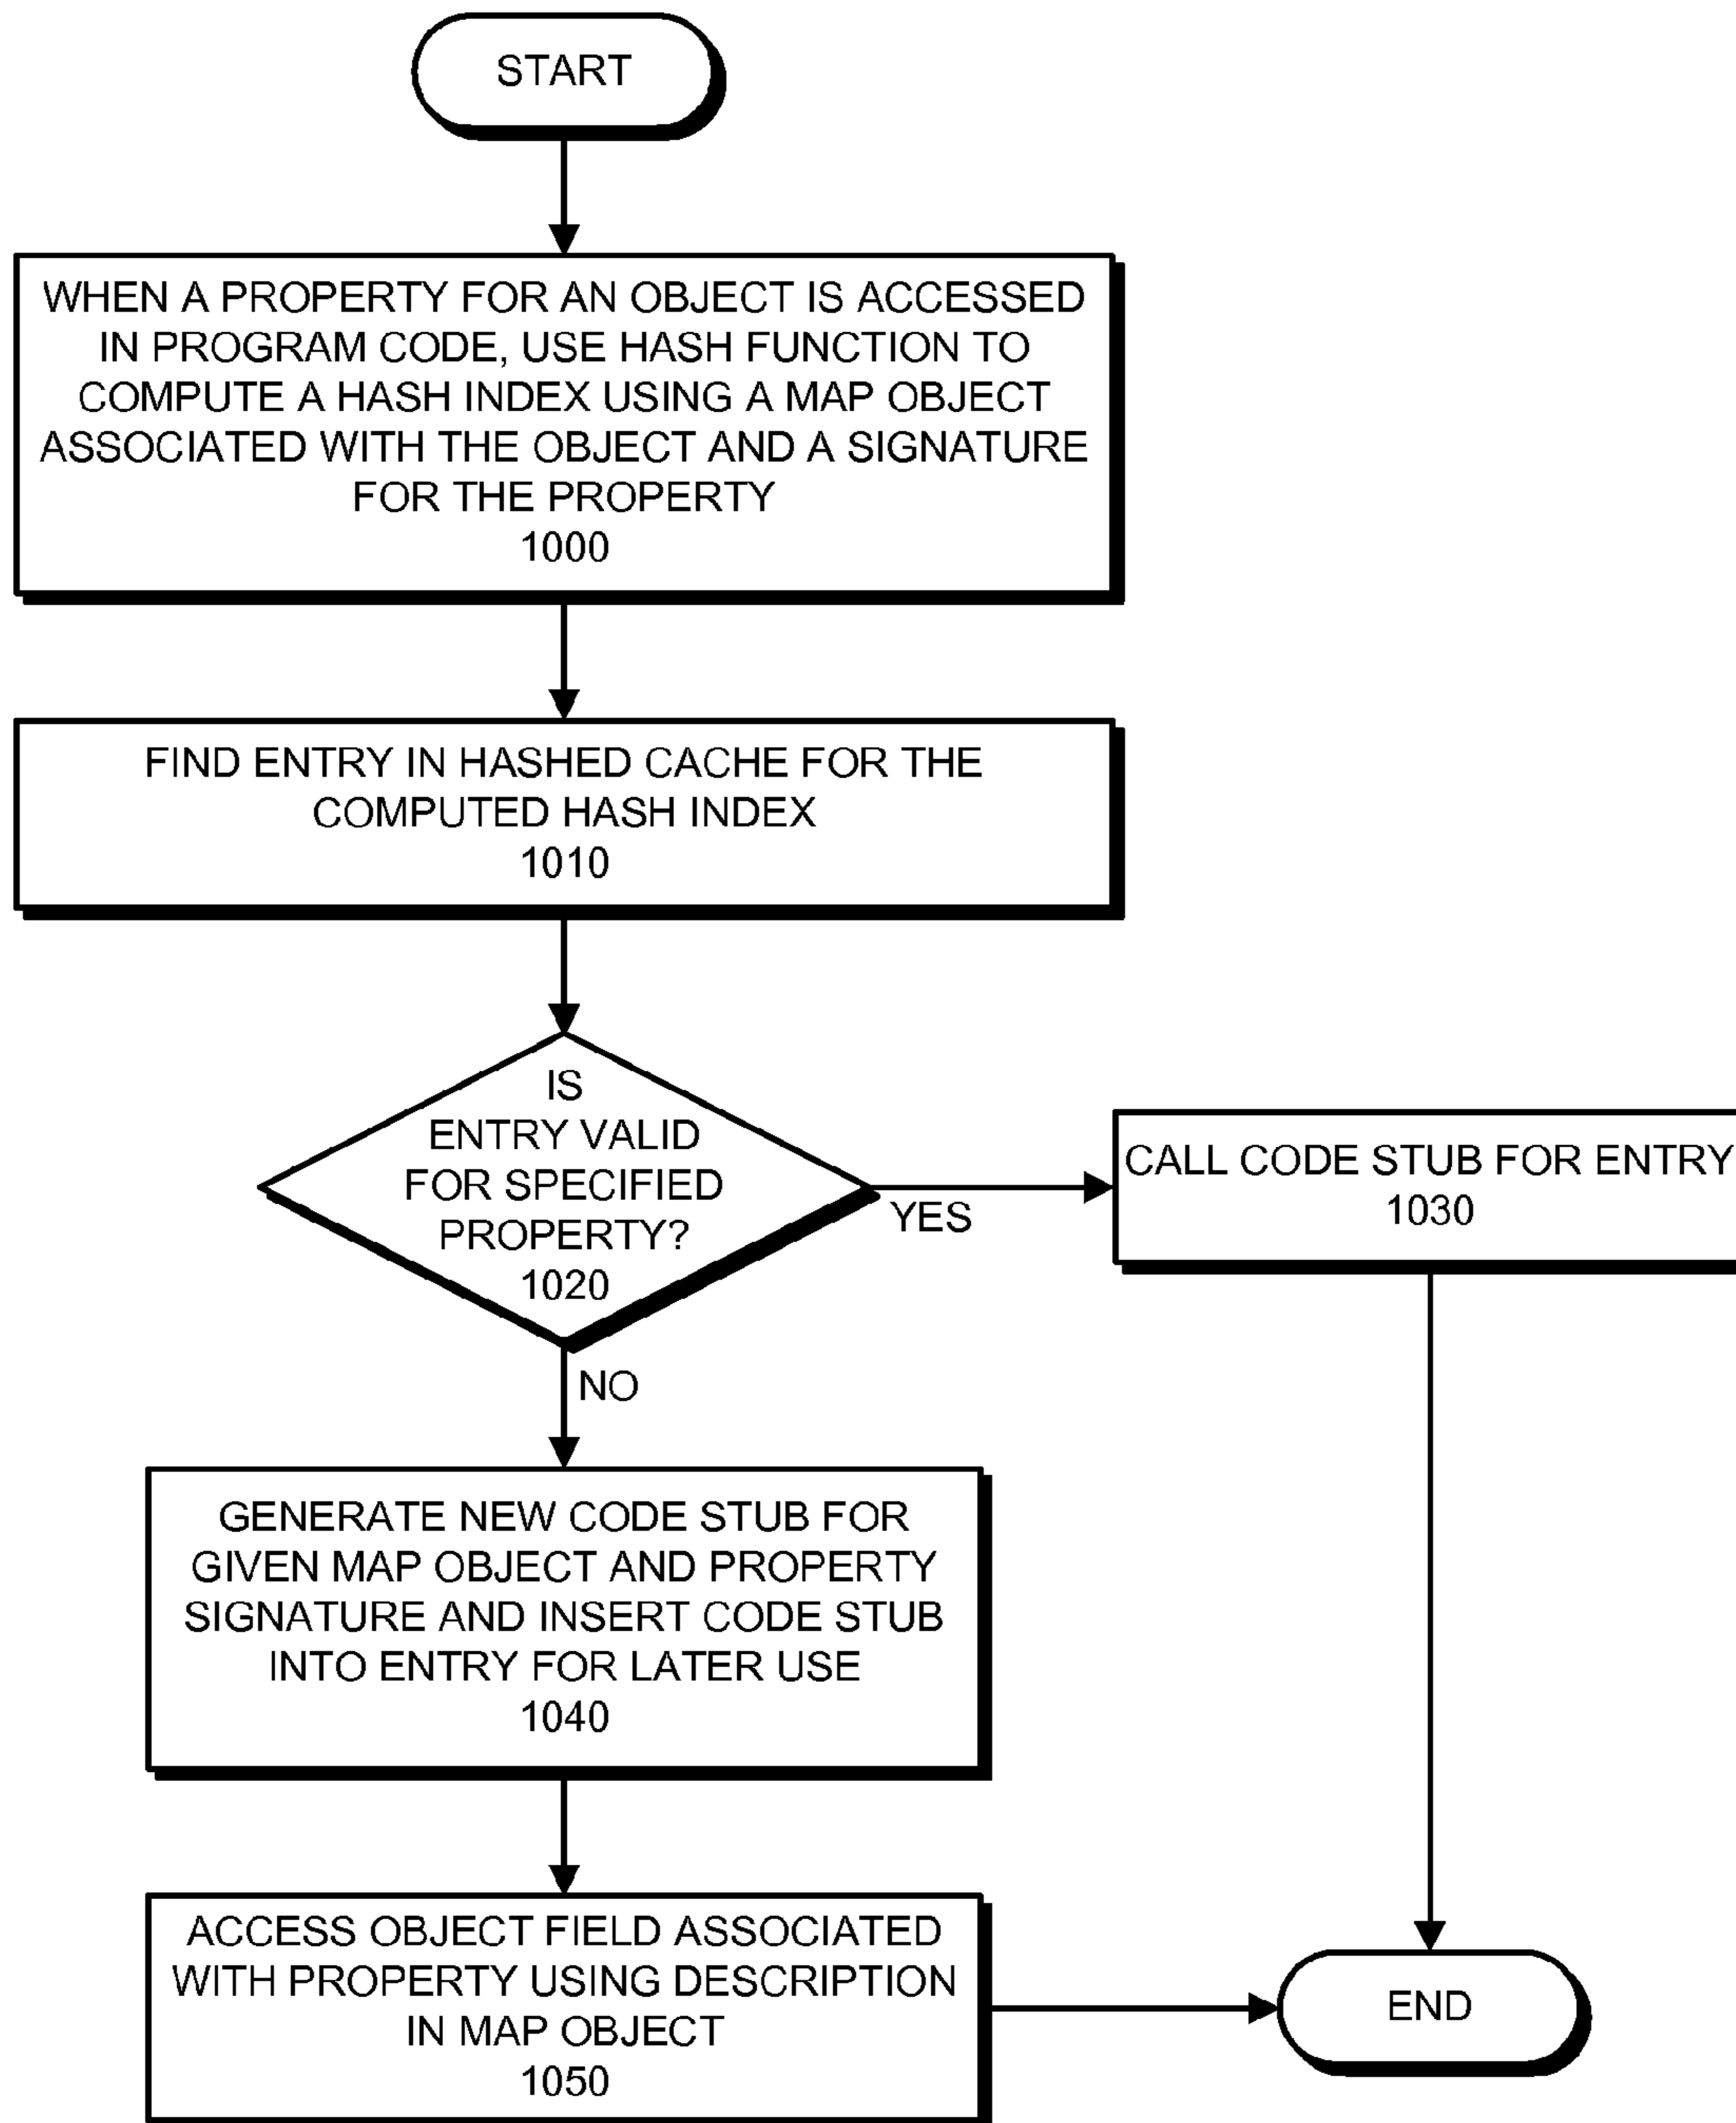 START
WHEN A PROPERTY FOR AN OBJECT IS ACCESSED
IN PROGRAM CODE, USE HASH FUNCTION TO
COMPUTE A HASH INDEX USING A MAP OBJECT
ASSOCIATED WITH THE OBJECT AND A SIGNATURE
FOR THE PROPERTY
1000
FIND ENTRY IN HASHED CACHE FOR THE
COMPUTED HASH INDEX
1010
IS
ENTRY VALID
FOR SPECIFIED
PROPERTY?
1020
YES
CALL CODE STUB FOR ENTRY
1030
NO
GENERATE NEW CODE STUB FOR
GIVEN MAP OBJECT AND PROPERTY
SIGNATURE AND INSERT CODE STUB
INTO ENTRY FOR LATER USE
1040
ACCESS OBJECT FIELD ASSOCIATED
WITH PROPERTY USING DESCRIPTION
IN MAP OBJECT
1050
END